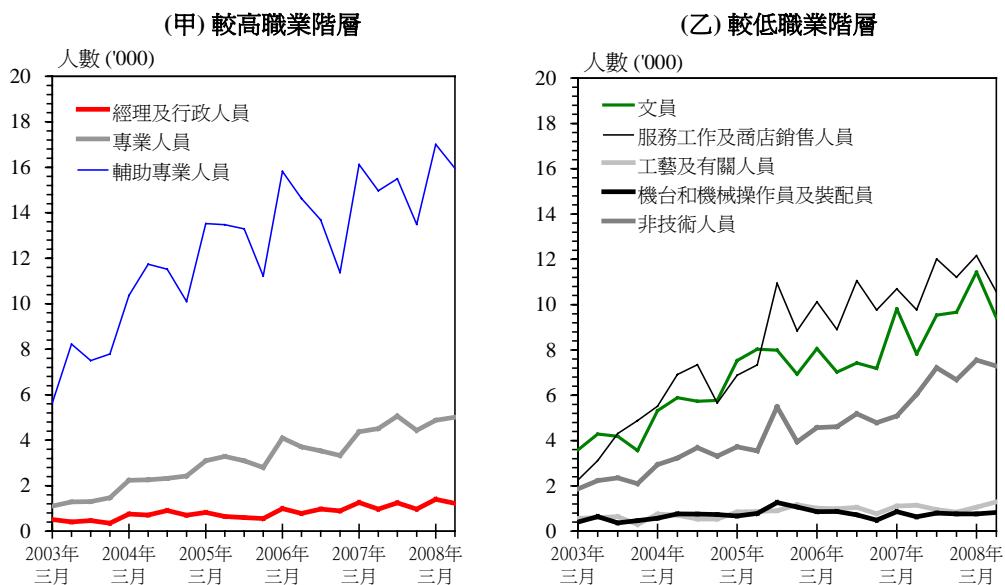 (甲) 較高職業階層
人數 ('000)
20
18
16
14
12
10
8
6
4
2
0
經理及行政人員
專業人員
輔助專業人員
2003年
三月
2004年
三月
2005年
三月
2006年
三月
2007年
三月
2008年
三月
(乙) 較低職業階層
人數 ('000)
20
18
16
14
12
10
8
6
4
2
0
文員
服務工作及商店銷售人員
工藝及有關人員
機台和機械操作員及裝配員
非技術人員
2003年
三月
2004年
三月
2005年
三月
2006年
三月
2007年
三月
2008年
三月